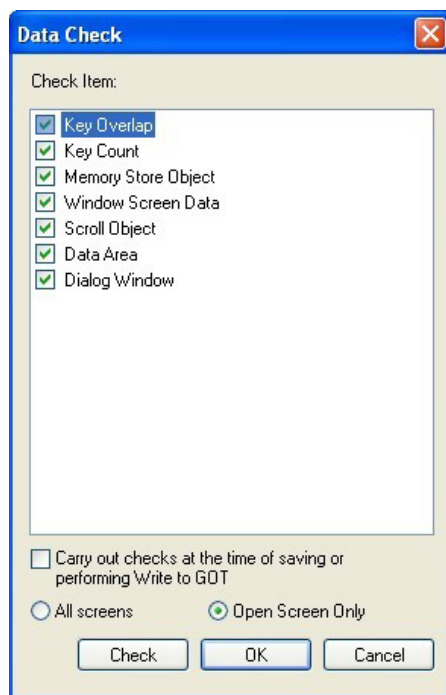 Data Check
Check Item:
Key Overlap
Key Count
Memory Store Object
Window Screen Data
Scroll Object
Data Area
Dialog Window
Carry out checks at the time of saving or
performing Write to GOT
All screens Open Screen Only
Check OK Cancel